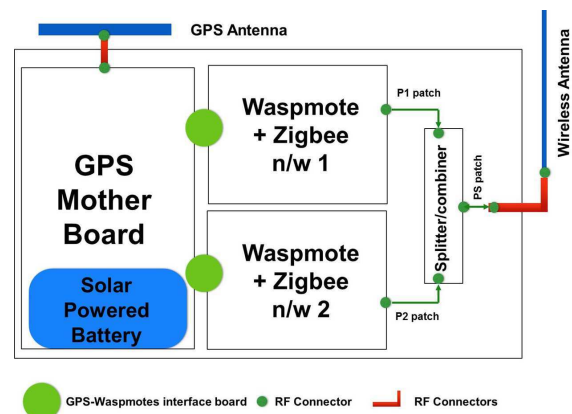 GPS Antenna
Wireless Antenna
GPS
Mother
Board
Solar
Powered
Battery
Waspmote
+ Zigbee
n/w 1
Waspmote
+ Zigbee
n/w 2
P1 patch
Splitter/combiner
PS patch
P2 patch
GPS-Waspmotes interface board
RF Connector
RF Connectors